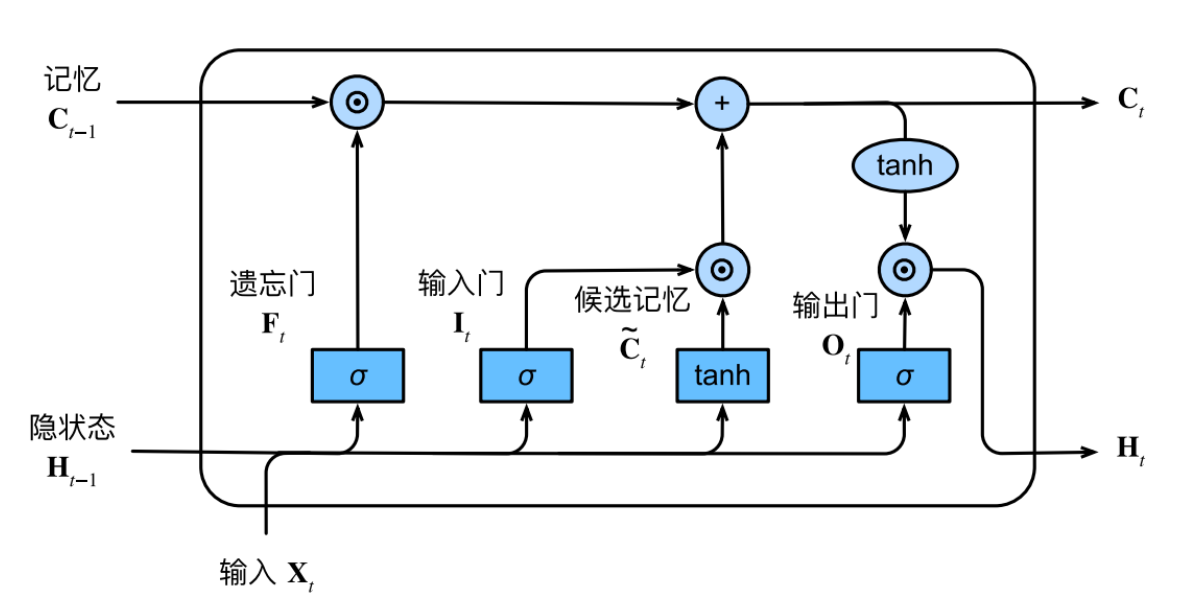 记忆
C_{t-1}
⊙
+
C_t
tanh
遗忘门
F_t
输入门
I_t
候选记忆
C̃_t
⊙
输出门
O_t
⊙
σ
σ
tanh
σ
隐状态
H_{t-1}
H_t
输入 X_t